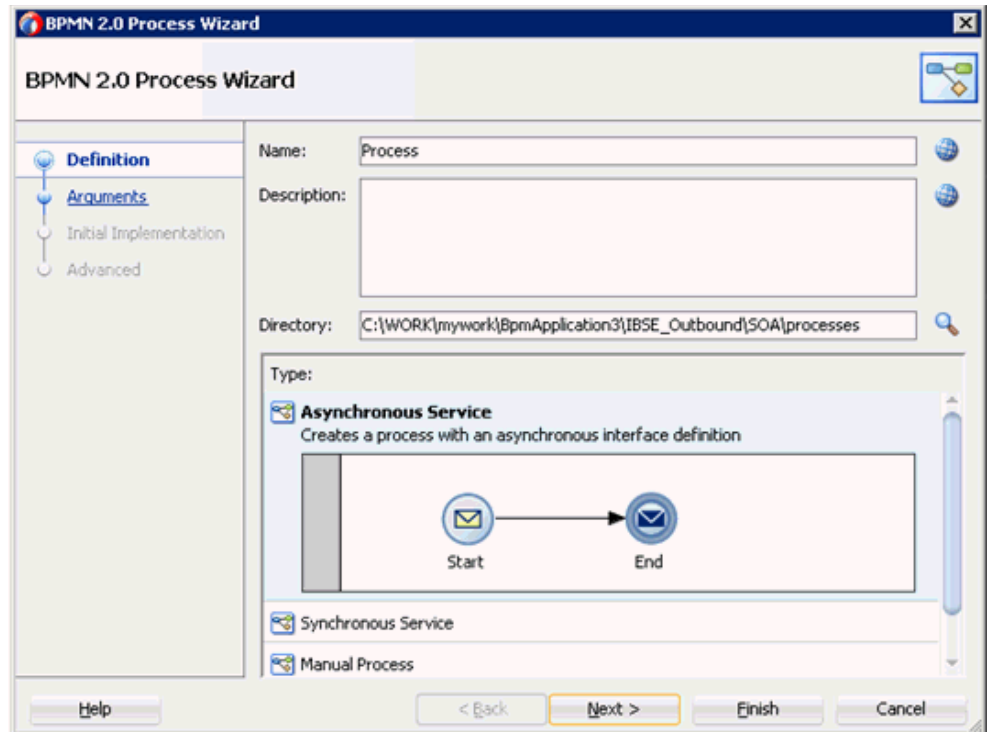 BPMN 2.0 Process Wizard
BPMN 2.0 Process Wizard
Definition
Arguments
Initial Implementation
Advanced
Name: Process
Description:
Directory: C:\WORK\mywork\BpmApplication3\IBSE_Outbound\SOA\processes
Type:
Asynchronous Service
Creates a process with an asynchronous interface definition
Start End
Synchronous Service
Manual Process
Help < Back Next > Finish Cancel